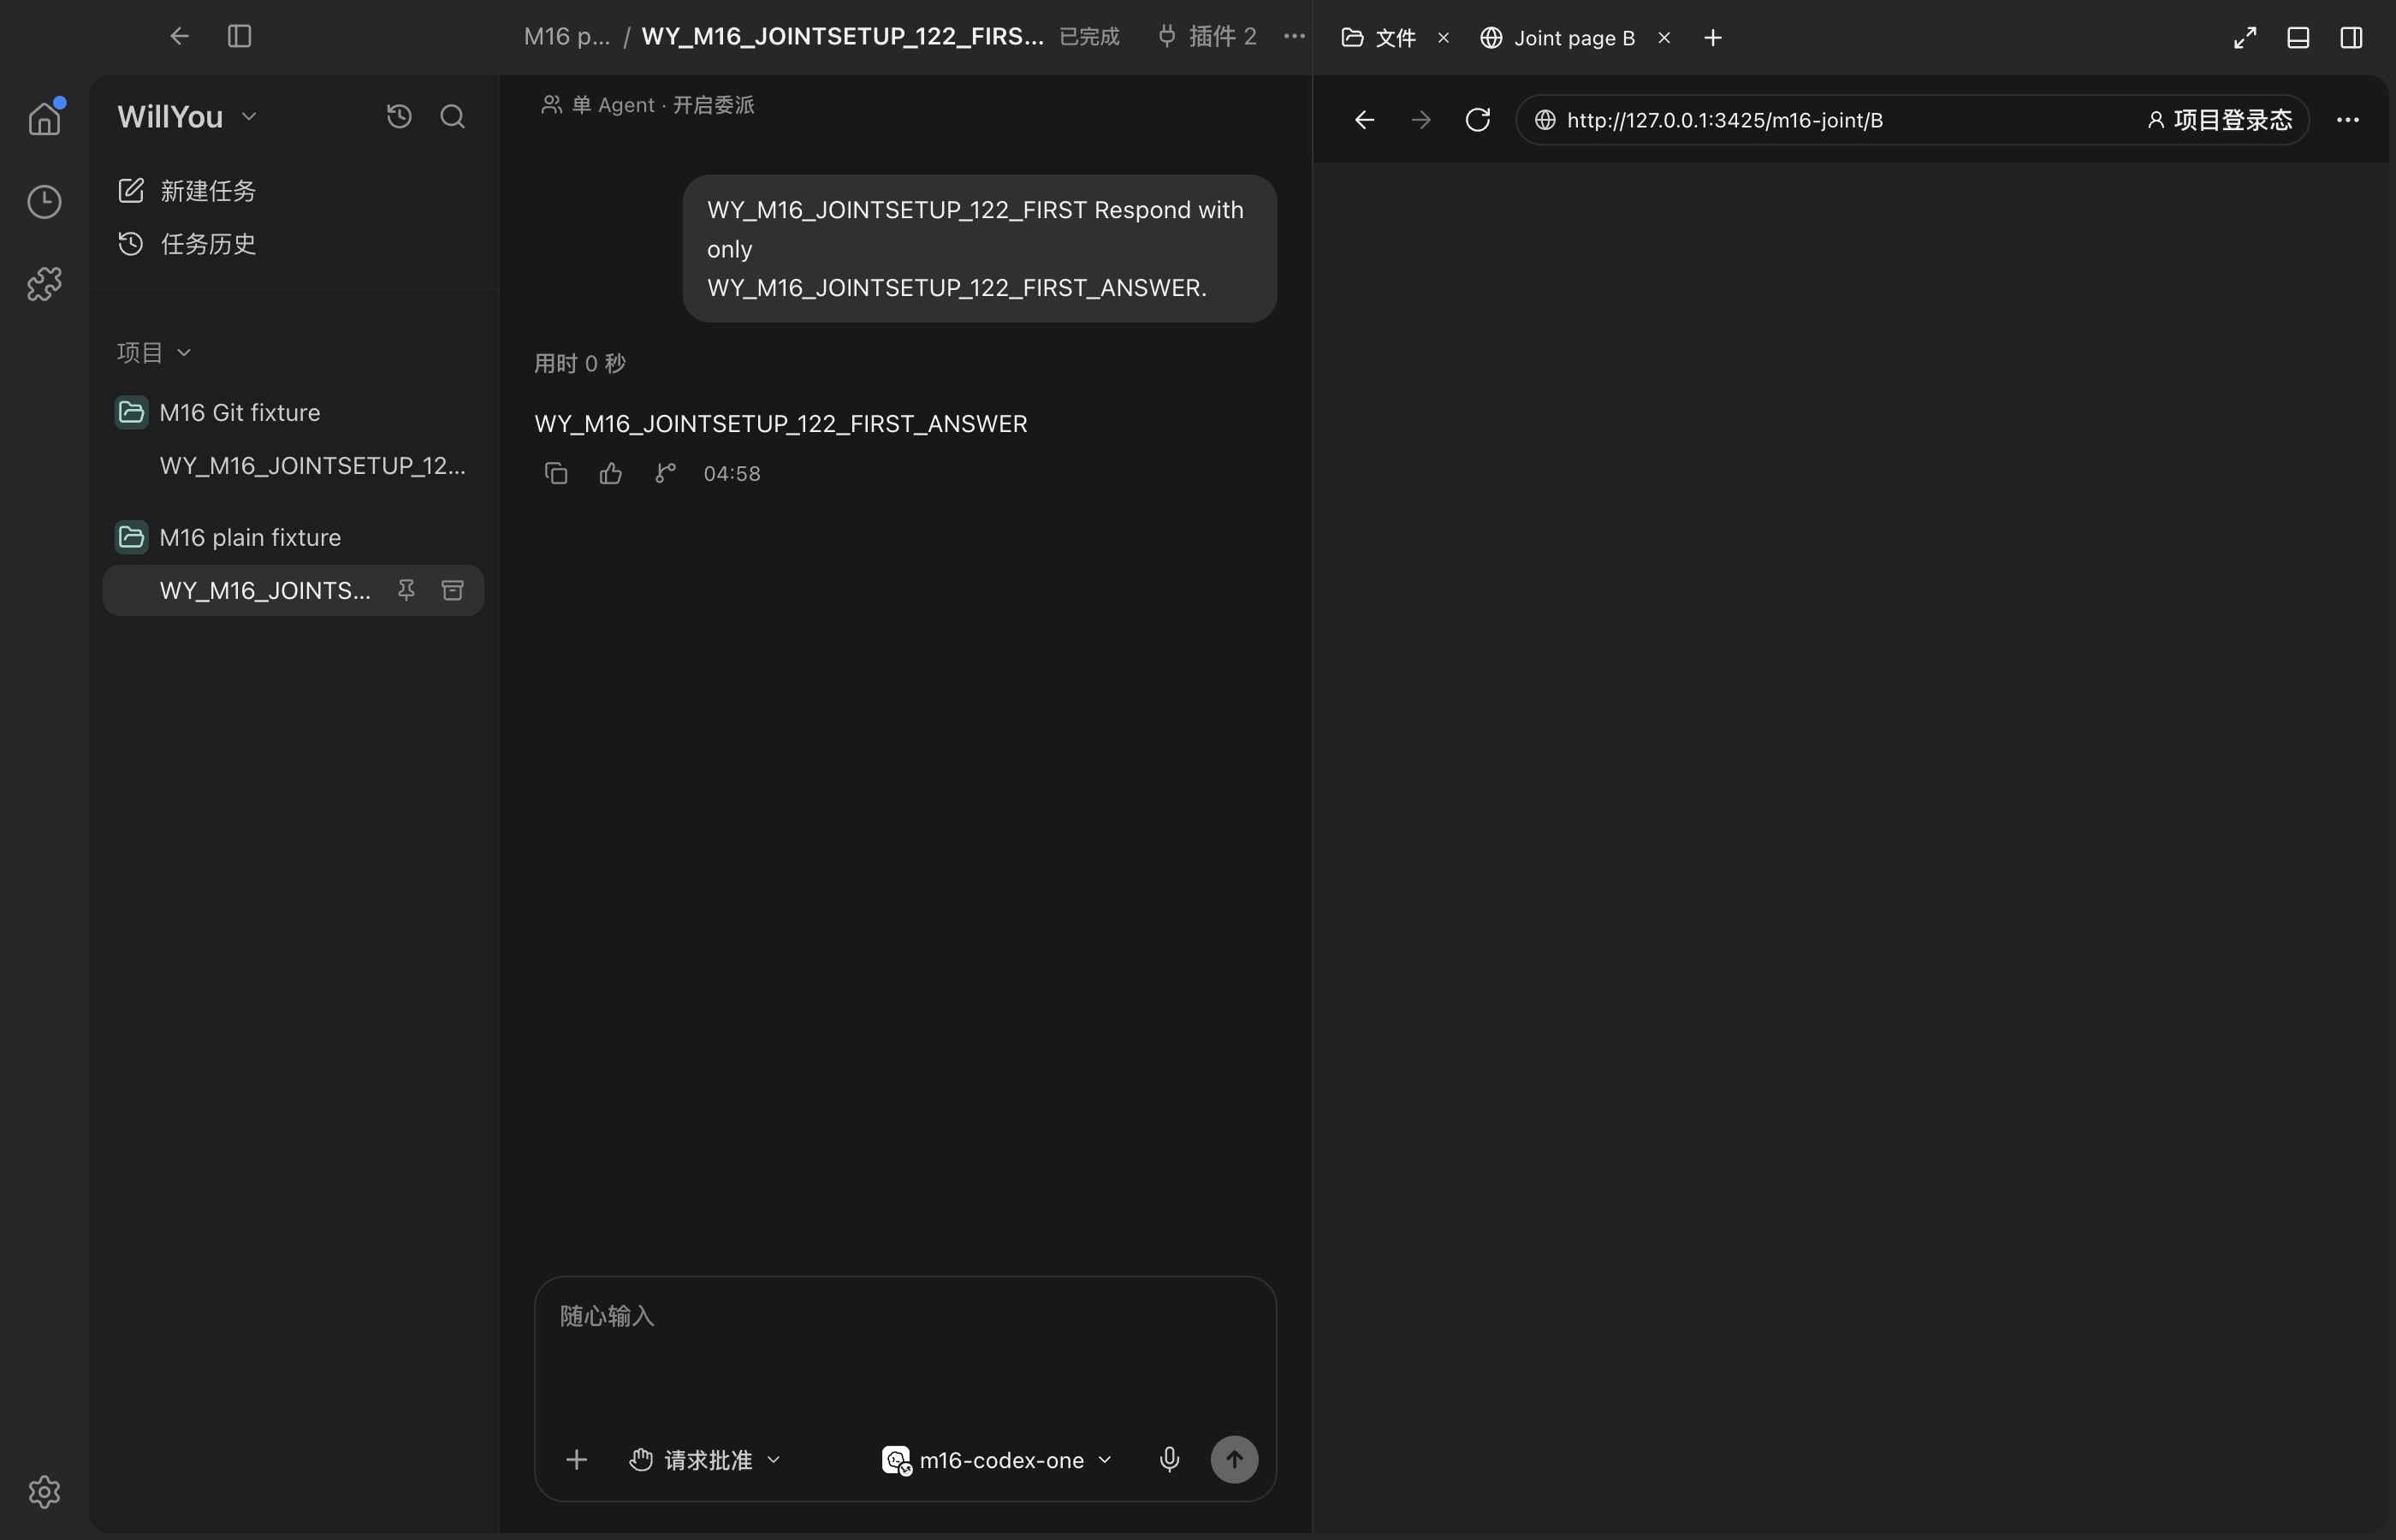 M16 p... / WY_M16_JOINTSETUP_122_FIRS... 已完成 插件 2
文件 Joint page B
WillYou
新建任务
任务历史
项目
M16 Git fixture
WY_M16_JOINTSETUP_12...
M16 plain fixture
WY_M16_JOINTS...
单 Agent · 开启委派
WY_M16_JOINTSETUP_122_FIRST Respond with
only
WY_M16_JOINTSETUP_122_FIRST_ANSWER.
用时 0 秒
WY_M16_JOINTSETUP_122_FIRST_ANSWER
04:58
随心输入
请求批准 m16-codex-one
http://127.0.0.1:3425/m16-joint/B 项目登录态